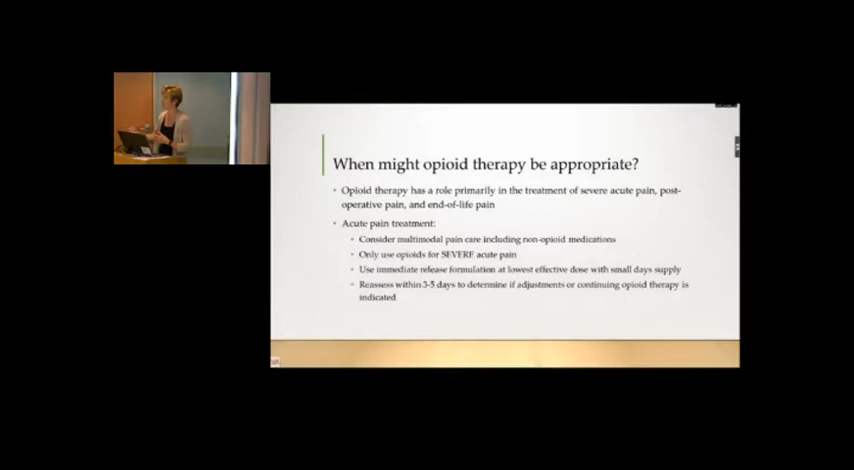 When might opioid therapy be appropriate?
• Opioid therapy has a role primarily in the treatment of severe acute pain, post-
operative pain, and end-of-life pain
• Acute pain treatment:
• Consider multimodal pain care including non-opioid medications
• Only use opioids for SEVERE acute pain
• Use immediate release formulation at lowest effective dose with small days supply
• Reassess within 3-5 days to determine if adjustments or continuing opioid therapy is
indicated